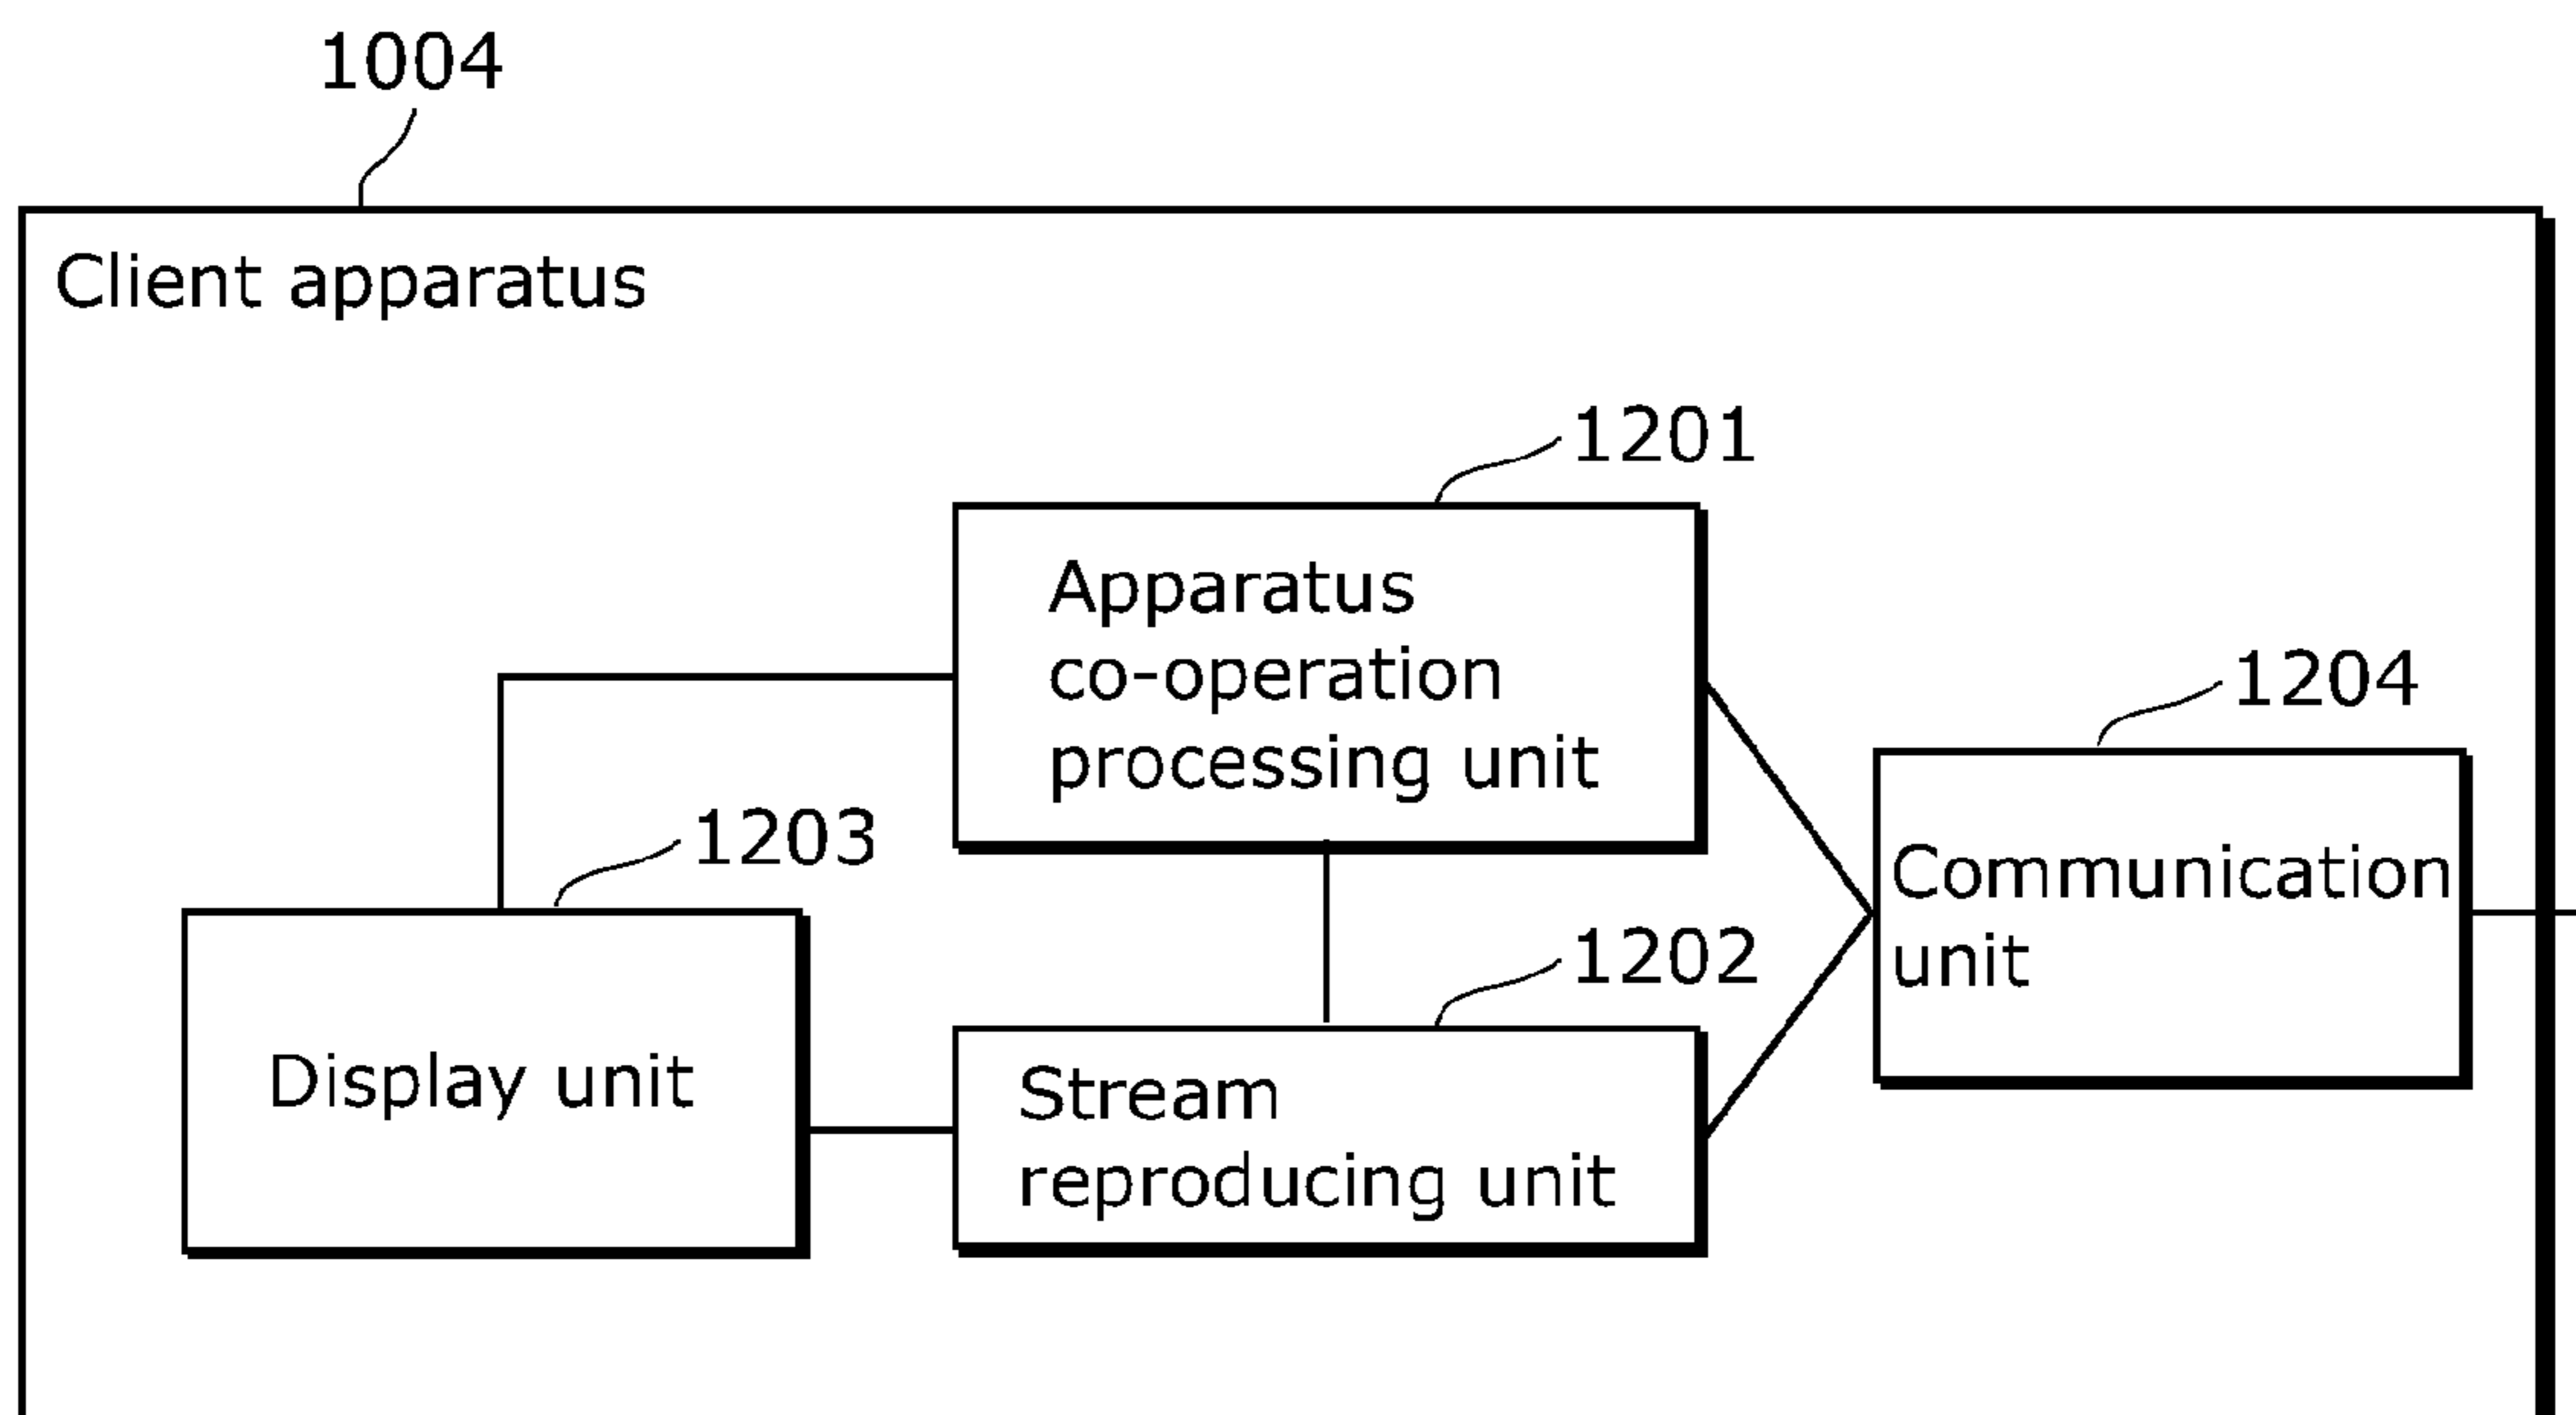 1004
Client apparatus
1201
Apparatus
co-operation
processing unit
1204
Communication
unit
1203
Display unit
1202
Stream
reproducing unit